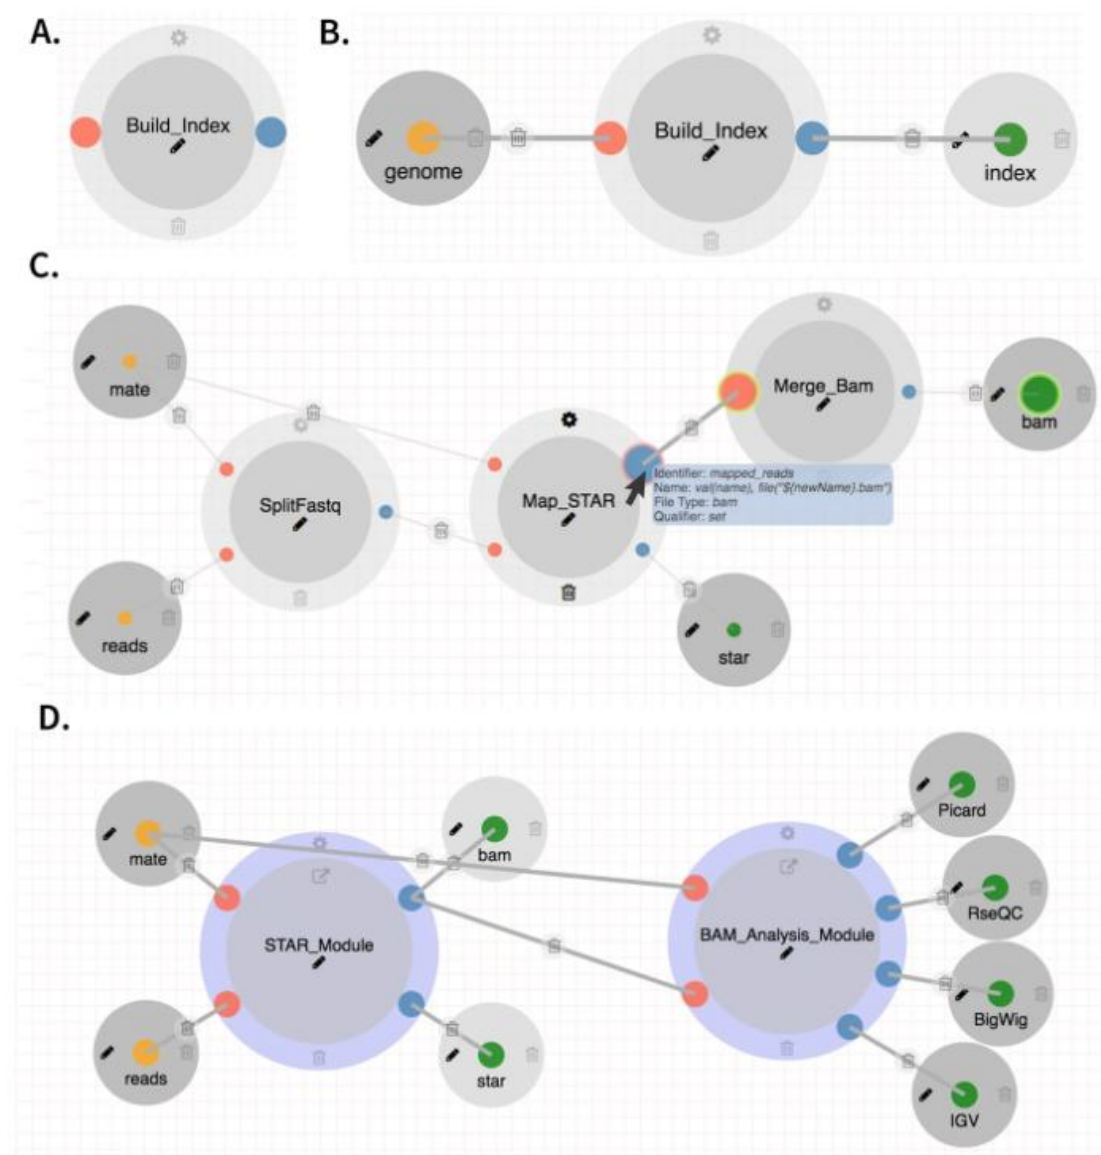 A.
B.
Build_Index
Build_Index
genome
index
C.
mate
SplitFastq
Map_STAR
Merge_Bam
bam
Identifier: mapped_reads
Name: val(name), file("${newName}.bam")
File Type: bam
Qualifier: set
reads
star
D.
mate
bam
Picard
STAR_Module
BAM_Analysis_Module
RseQC
BigWig
reads
star
IGV